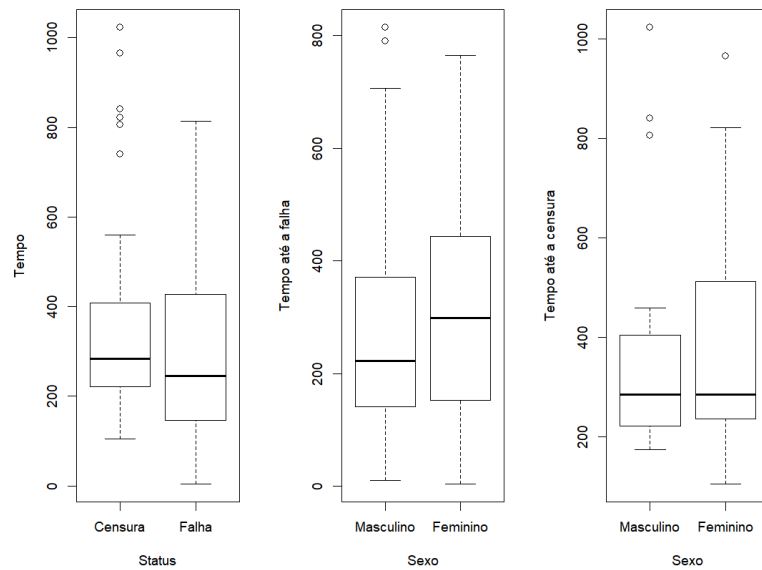 Tempo
0
200
400
600
800
1000
Censura
Falha
Status
Tempo até a falha
0
200
400
600
800
Masculino
Feminino
Sexo
Tempo até a censura
200
400
600
800
1000
Masculino
Feminino
Sexo